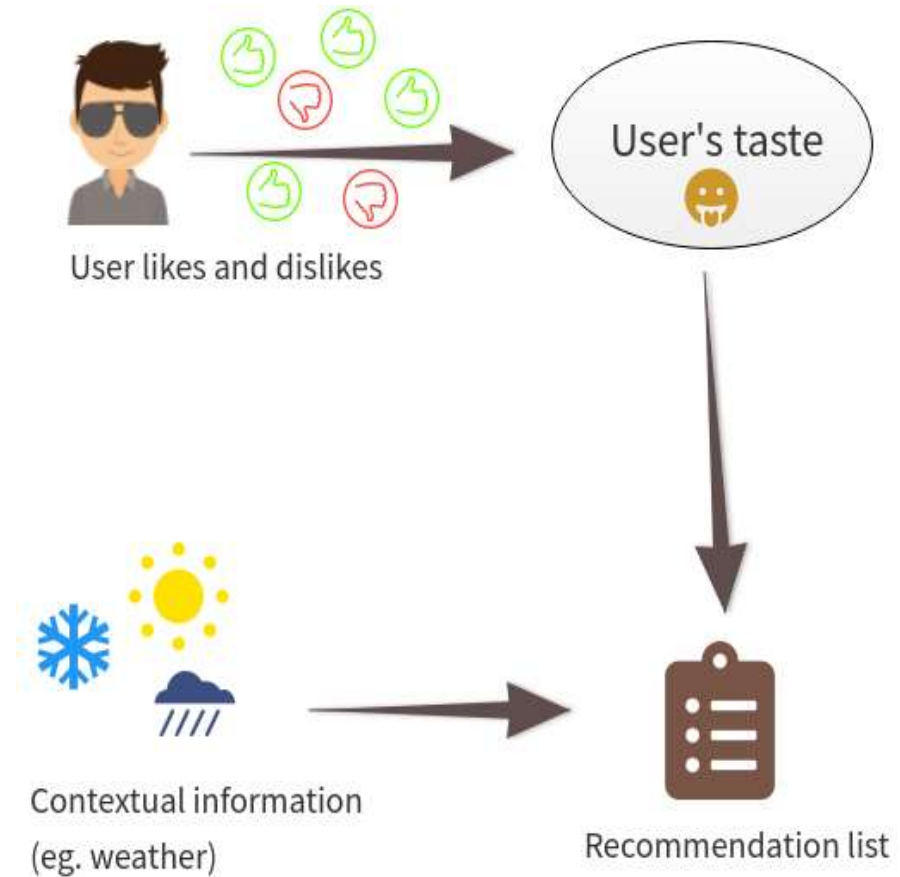 User's taste
User likes and dislikes
Contextual information
(eg. weather)
Recommendation list